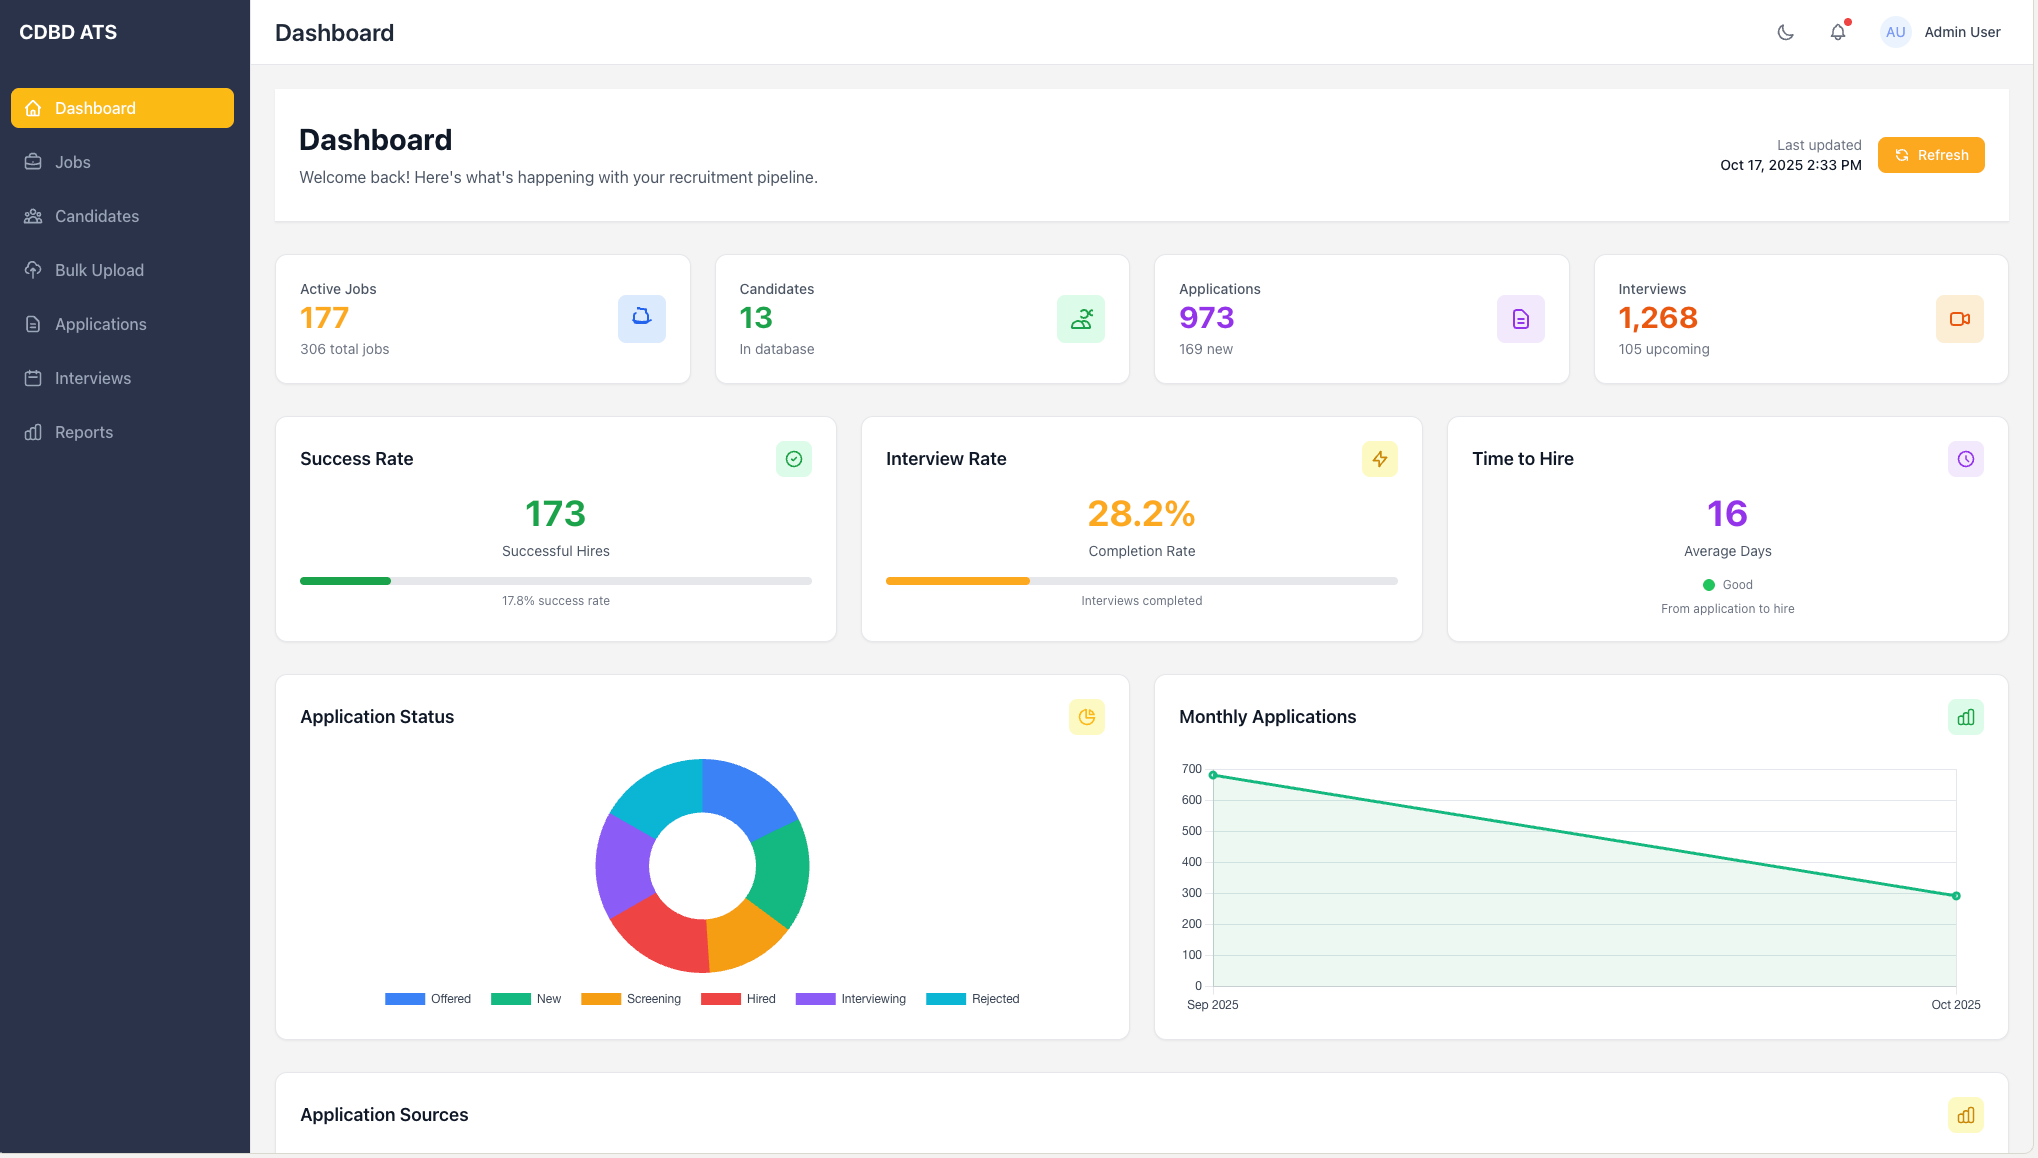 CDBD ATS
Dashboard
Jobs
Candidates
Bulk Upload
Applications
Interviews
Reports
Dashboard
AU
Admin User
Dashboard
Welcome back! Here's what's happening with your recruitment pipeline.
Last updated
Oct 17, 2025 2:33 PM
Refresh
Active Jobs
177
306 total jobs
Candidates
13
In database
Applications
973
169 new
Interviews
1,268
105 upcoming
Success Rate
173
Successful Hires
17.8% success rate
Interview Rate
28.2%
Completion Rate
Interviews completed
Time to Hire
16
Average Days
Good
From application to hire
Application Status
Offered New Screening Hired Interviewing Rejected
Monthly Applications
700
600
500
400
300
200
100
0
Sep 2025 Oct 2025
Application Sources